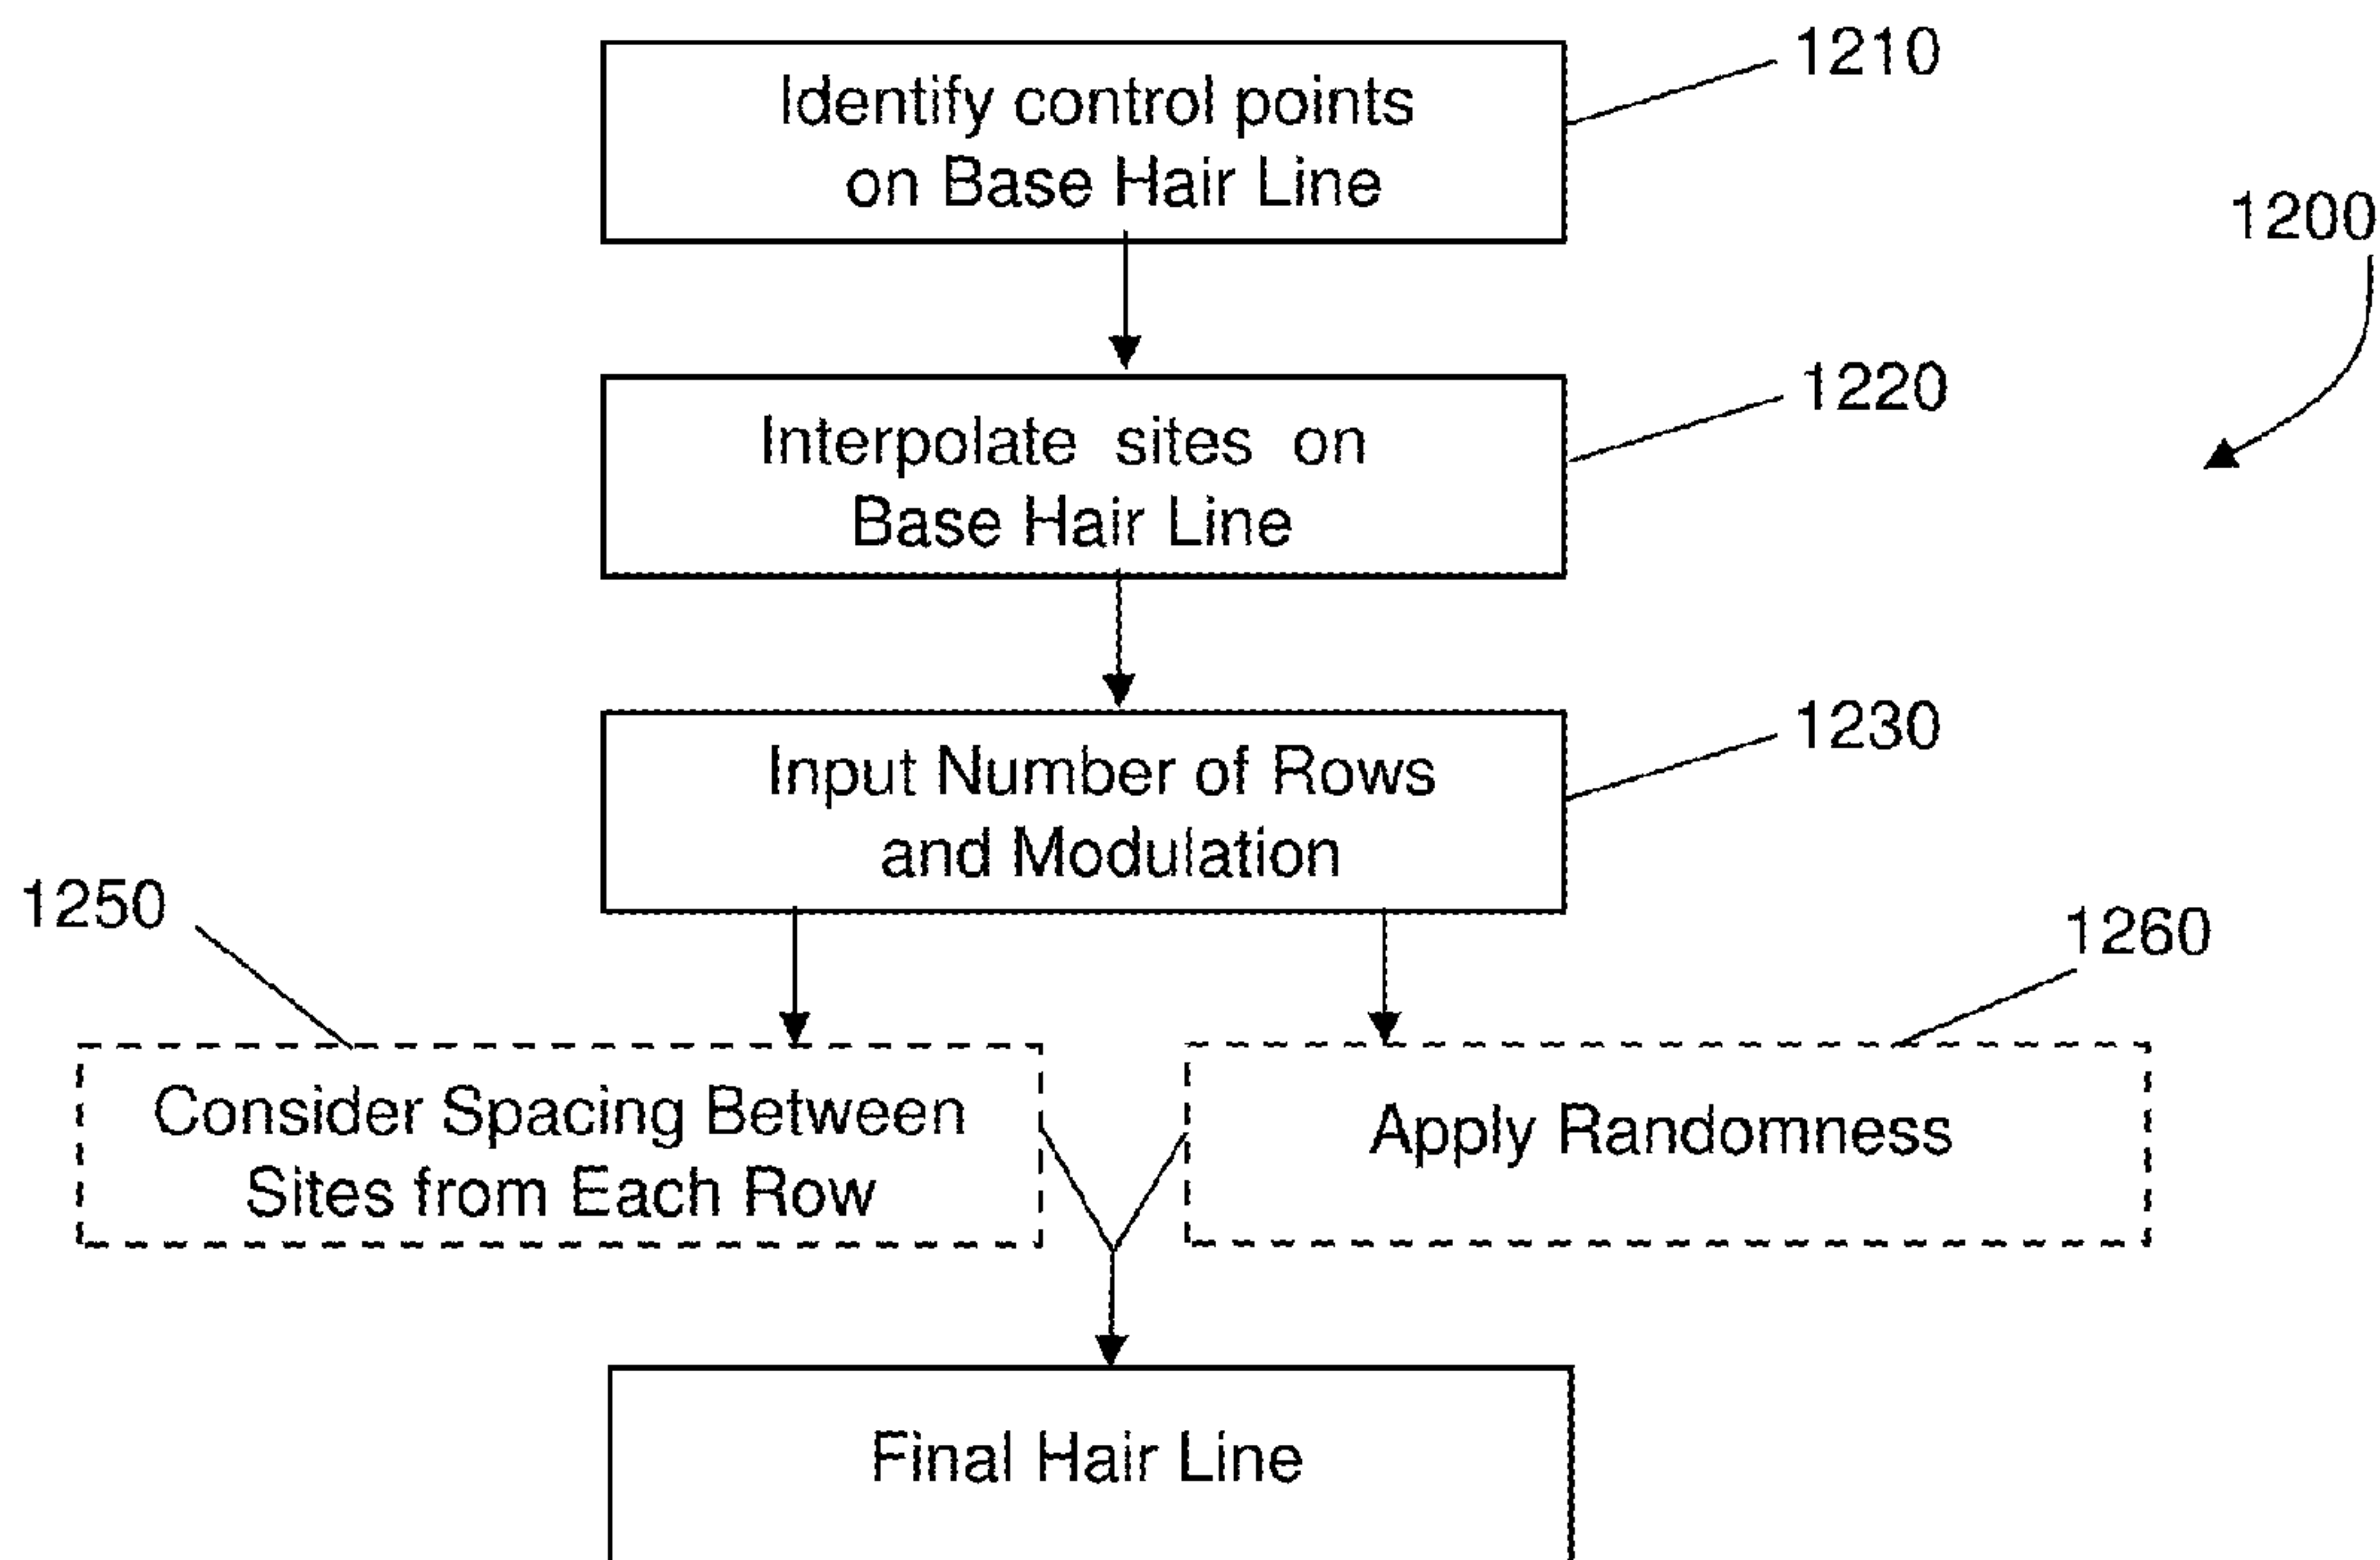 1210
Identify control points
on Base Hair Line
1200
1220
Interpolate sites on
Base Hair Line
1230
Input Number of Rows
and Modulation
1250
1260
Consider Spacing Between
Sites from Each Row
Apply Randomness
Final Hair Line